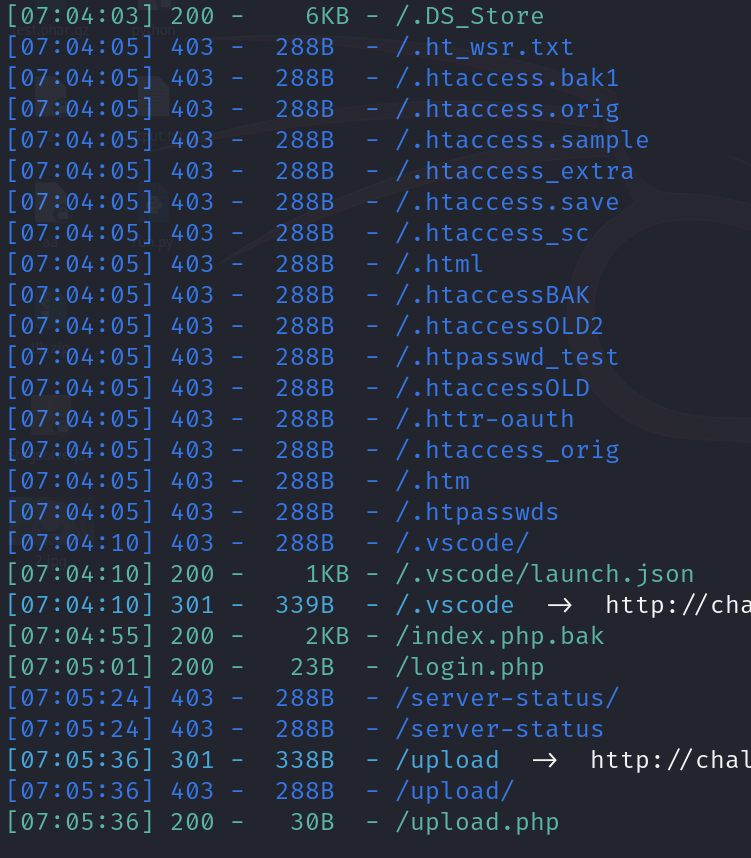 [07:04:03] 200 - 6KB - /.DS_Store
[07:04:05] 403 - 288B - /.ht_wsr.txt
[07:04:05] 403 - 288B - /.htaccess.bak1
[07:04:05] 403 - 288B - /.htaccess.orig
[07:04:05] 403 - 288B - /.htaccess.sample
[07:04:05] 403 - 288B - /.htaccess_extra
[07:04:05] 403 - 288B - /.htaccess.save
[07:04:05] 403 - 288B - /.htaccess_sc
[07:04:05] 403 - 288B - /.html
[07:04:05] 403 - 288B - /.htaccessBAK
[07:04:05] 403 - 288B - /.htaccessOLD2
[07:04:05] 403 - 288B - /.htpasswd_test
[07:04:05] 403 - 288B - /.htaccessOLD
[07:04:05] 403 - 288B - /.httr-oauth
[07:04:05] 403 - 288B - /.htaccess_orig
[07:04:05] 403 - 288B - /.htm
[07:04:05] 403 - 288B - /.htpasswds
[07:04:10] 403 - 288B - /.vscode/
[07:04:10] 200 - 1KB - /.vscode/launch.json
[07:04:10] 301 - 339B - /.vscode → http://cha
[07:04:55] 200 - 2KB - /index.php.bak
[07:05:01] 200 - 23B - /login.php
[07:05:24] 403 - 288B - /server-status/
[07:05:24] 403 - 288B - /server-status
[07:05:36] 301 - 338B - /upload → http://chal
[07:05:36] 403 - 288B - /upload/
[07:05:36] 200 - 30B - /upload.php